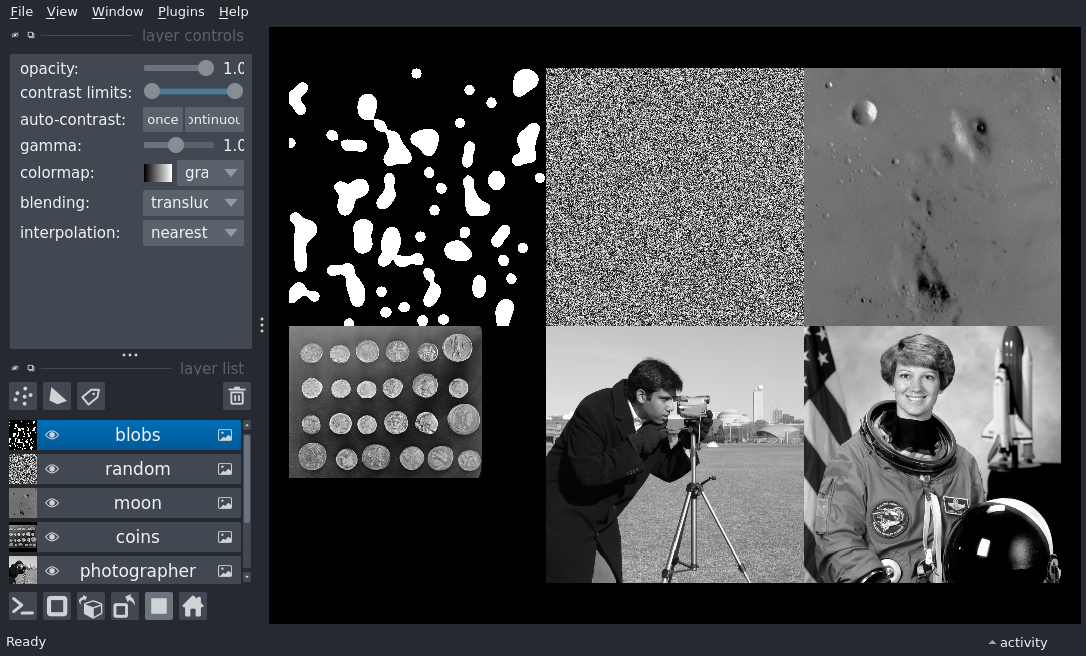 File View Window Plugins Help
layer controls
opacity: 1.0
contrast limits:
auto-contrast: once ontinuou
gamma: 1.0
colormap: gra
blending: transluc
interpolation: nearest
layer list
blobs
random
moon
coins
photographer
Ready
activity